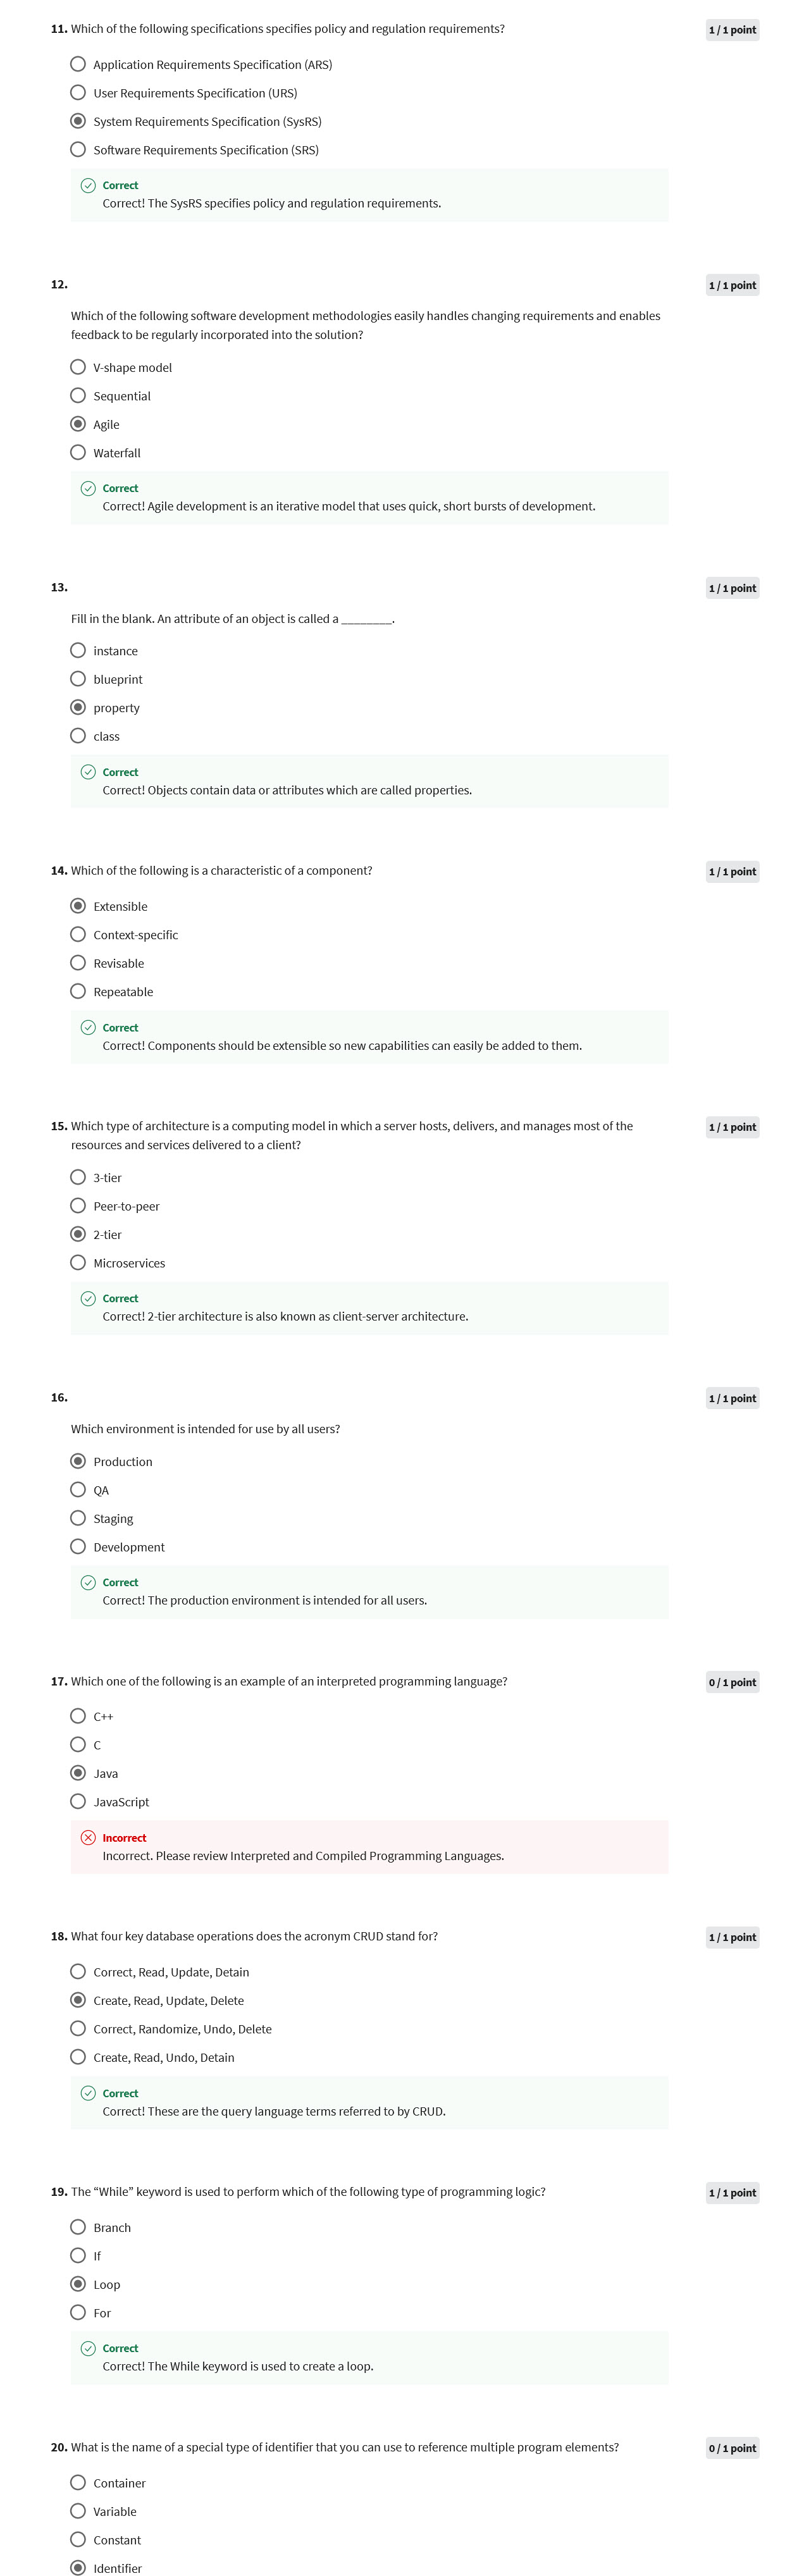 11. Which of the following specifications specifies policy and regulation requirements?
1 / 1 point
Application Requirements Specification (ARS)
User Requirements Specification (URS)
System Requirements Specification (SysRS)
Software Requirements Specification (SRS)
Correct
Correct! The SysRS specifies policy and regulation requirements.
12.
1 / 1 point
Which of the following software development methodologies easily handles changing requirements and enables
feedback to be regularly incorporated into the solution?
V-shape model
Sequential
Agile
Waterfall
Correct
Correct! Agile development is an iterative model that uses quick, short bursts of development.
13.
1 / 1 point
Fill in the blank. An attribute of an object is called a ________.
instance
blueprint
property
class
Correct
Correct! Objects contain data or attributes which are called properties.
14. Which of the following is a characteristic of a component?
1 / 1 point
Extensible
Context-specific
Revisable
Repeatable
Correct
Correct! Components should be extensible so new capabilities can easily be added to them.
15. Which type of architecture is a computing model in which a server hosts, delivers, and manages most of the
resources and services delivered to a client?
1 / 1 point
3-tier
Peer-to-peer
2-tier
Microservices
Correct
Correct! 2-tier architecture is also known as client-server architecture.
16.
1 / 1 point
Which environment is intended for use by all users?
Production
QA
Staging
Development
Correct
Correct! The production environment is intended for all users.
17. Which one of the following is an example of an interpreted programming language?
0 / 1 point
C++
C
Java
JavaScript
Incorrect
Incorrect. Please review Interpreted and Compiled Programming Languages.
18. What four key database operations does the acronym CRUD stand for?
1 / 1 point
Correct, Read, Update, Detain
Create, Read, Update, Delete
Correct, Randomize, Undo, Delete
Create, Read, Undo, Detain
Correct
Correct! These are the query language terms referred to by CRUD.
19. The “While” keyword is used to perform which of the following type of programming logic?
1 / 1 point
Branch
If
Loop
For
Correct
Correct! The While keyword is used to create a loop.
20. What is the name of a special type of identifier that you can use to reference multiple program elements?
0 / 1 point
Container
Variable
Constant
Identifier